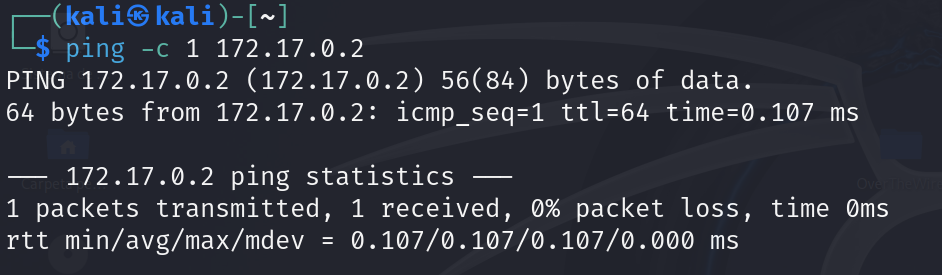 ┌──(kali㉿kali)-[~]
└─$ ping -c 1 172.17.0.2
PING 172.17.0.2 (172.17.0.2) 56(84) bytes of data.
64 bytes from 172.17.0.2: icmp_seq=1 ttl=64 time=0.107 ms

--- 172.17.0.2 ping statistics ---
1 packets transmitted, 1 received, 0% packet loss, time 0ms
rtt min/avg/max/mdev = 0.107/0.107/0.107/0.000 ms